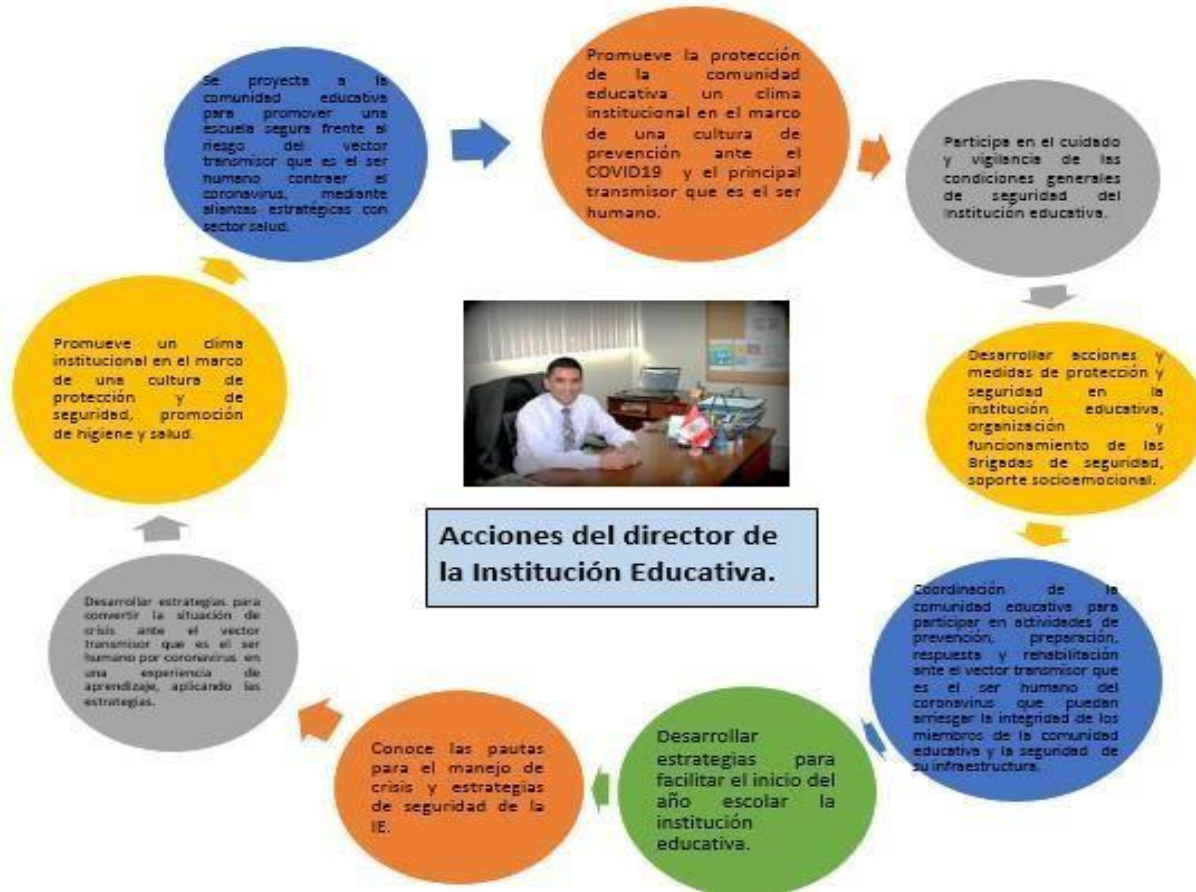 Se proyecta a la
comunidad educativa
para promover una
escuela segura frente al
riesgo del vector
transmisor que es el ser
humano contraer el
coronavirus, mediante
alianzas estratégicas con
sector salud.
Promueve la protección
de la comunidad
educativa un clima
institucional en el marco
de una cultura de
prevención ante el
COVID19 y el principal
transmisor que es el ser
humano.
Participa en el cuidado
y vigilancia de las
condiciones generales
de seguridad del
Institución educativa.
Desarrollar acciones y
medidas de protección y
seguridad en la
institución educativa,
organización y
funcionamiento de las
Brigadas de seguridad,
soporte socioemocional.
Coordinación de la
comunidad educativa para
participar en actividades de
prevención, preparación,
respuesta y rehabilitación
ante el vector transmisor que
es el ser humano del
coronavirus que puedan
arriesgar la integridad de los
miembros de la comunidad
educativa y la seguridad de
su infraestructura.
Desarrollar
estrategias para
facilitar el inicio del
año escolar la
institución
educativa.
Conoce las pautas
para el manejo de
crisis y estrategias
de seguridad de la
IE.
Desarrollar estrategias para
convertir la situación de
crisis ante el vector
transmisor que es el ser
humano por coronavirus en
una experiencia de
aprendizaje, aplicando las
estrategias.
Promueve un clima
institucional en el marco
de una cultura de
protección y de
seguridad, promoción
de higiene y salud.
Acciones del director de
la Institución Educativa.